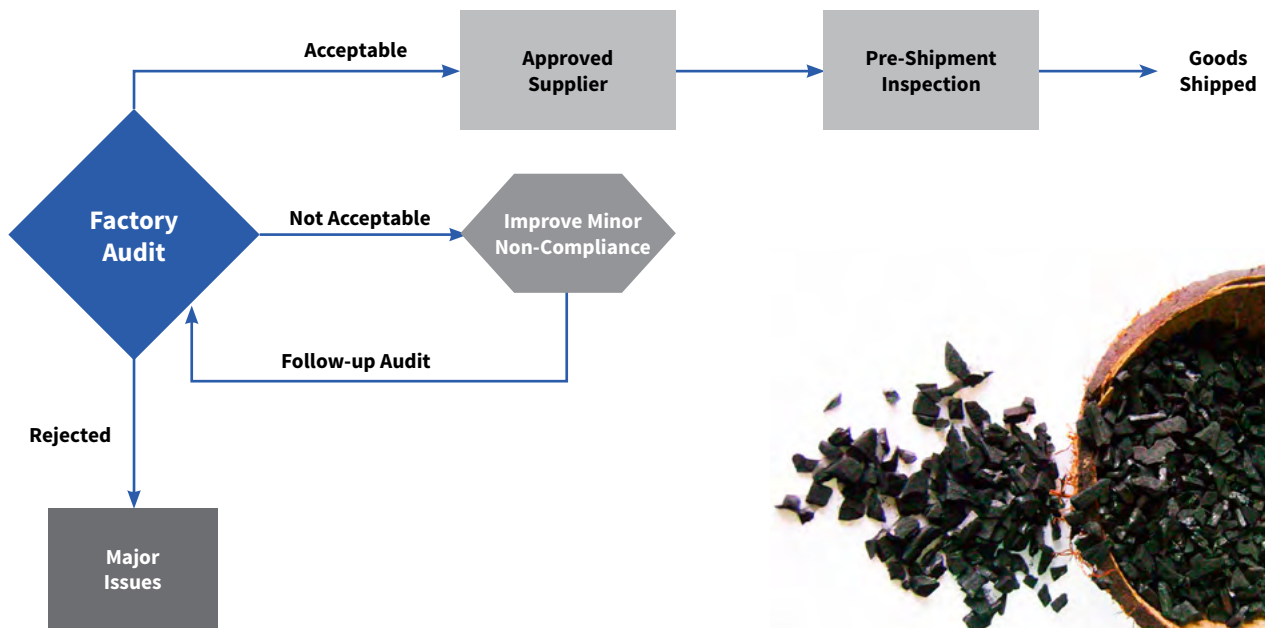 Acceptable
Approved
Supplier
Pre-Shipment
Inspection
Goods
Shipped
Factory
Audit
Not Acceptable
Improve Minor
Non-Compliance
Follow-up Audit
Rejected
Major
Issues